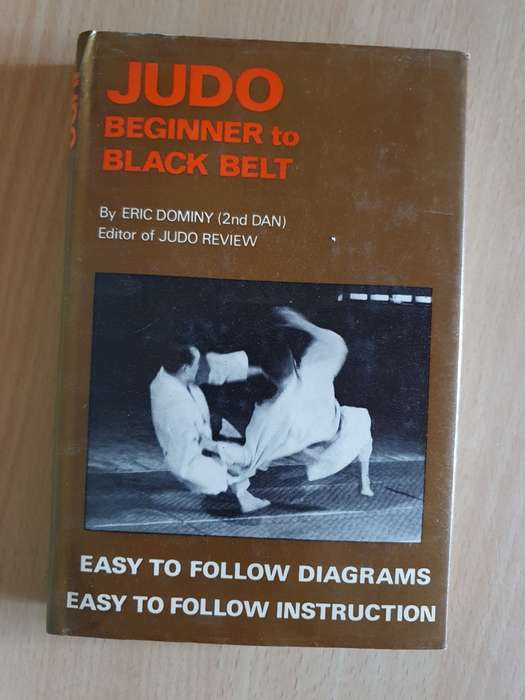 JUDO
BEGINNER to
BLACK BELT
By ERIC DOMINY (2nd DAN)
Editor of JUDO REVIEW
EASY TO FOLLOW DIAGRAMS
EASY TO FOLLOW INSTRUCTION